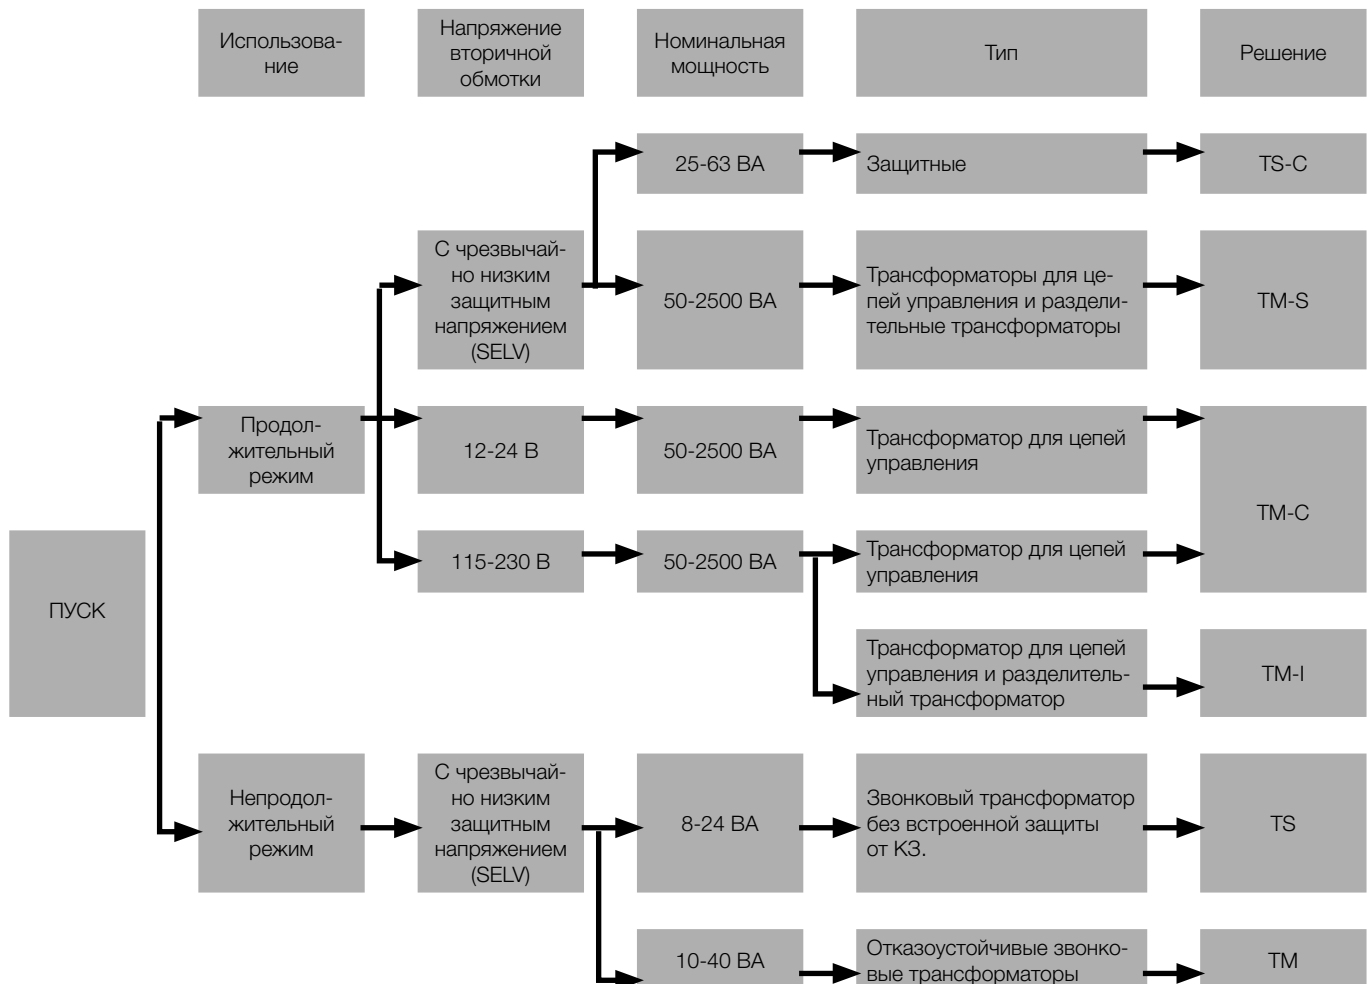 Использова-
ние
Напряжение
вторичной
обмотки
Номинальная
мощность
Тип
Решение
25-63 ВА
Защитные
TS-C
С чрезвычай-
но низким
защитным
напряжением
(SELV)
50-2500 ВА
Трансформаторы для це-
пей управления и раздели-
тельные трансформаторы
TM-S
Продол-
жительный
режим
12-24 В
50-2500 ВА
Трансформатор для цепей
управления
TM-C
115-230 В
50-2500 ВА
Трансформатор для цепей
управления
ПУСК
Трансформатор для цепей
управления и разделитель-
ный трансформатор
TM-I
Непродол-
жительный
режим
С чрезвычай-
но низким
защитным
напряжением
(SELV)
8-24 ВА
Звонковый трансформатор
без встроенной защиты
от КЗ.
TS
10-40 ВА
Отказоустойчивые звонко-
вые трансформаторы
TM